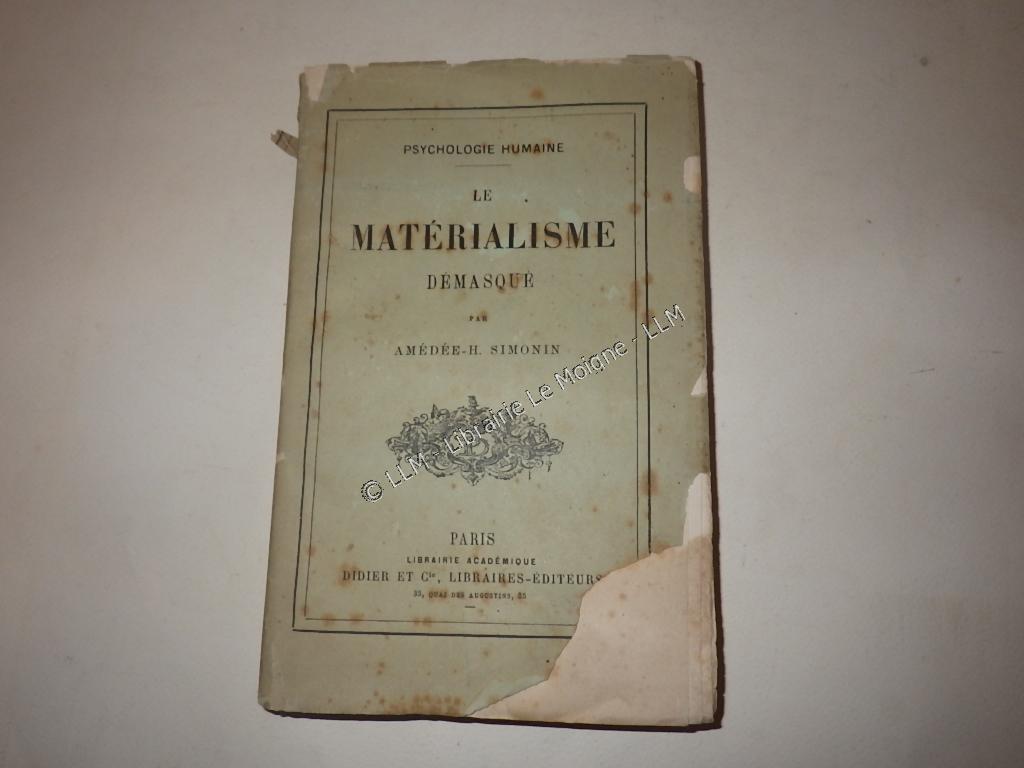 PSYCHOLOGIE HUMAINE
LE
MATÉRIALISME
DÉMASQUÉ
PAR
AMÉDÉE-H. SIMONIN
© LLM - Librairie Le Moigne - LLM
PARIS
LIBRAIRIE ACADÉMIQUE
DIDIER ET Cie, LIBRAIRES-ÉDITEURS
35, QUAI DES AUGUSTINS, 35